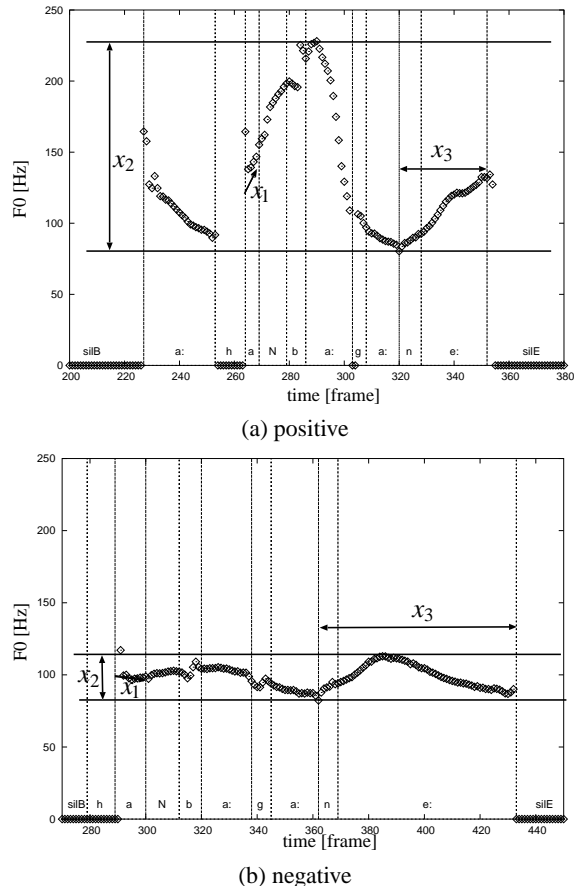 250
200
150
100
50
0
F0 [Hz]
x2
x1
x3
silB a: h a N b a: g a: n e: silE
200 220 240 260 280 300 320 340 360 380
time [frame]
(a) positive
250
200
150
100
50
0
F0 [Hz]
x3
x2
x1
silB h a N b a: g a: n e: silE
280 300 320 340 360 380 400 420 440
time [frame]
(b) negative